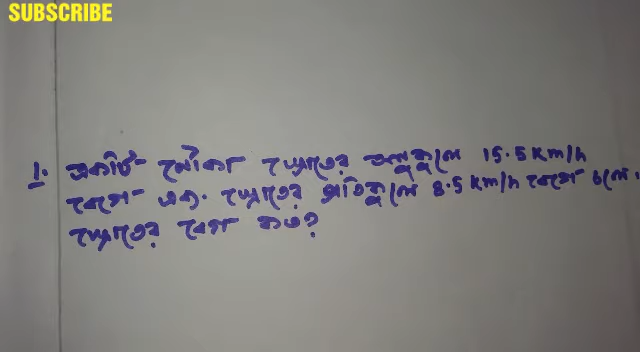 SUBSCRIBE
1. একটি নৌকা স্রোতের অনুকূলে 15.5 km/h
বেগে এবং স্রোতের প্রতিকূলে 8.5 km/h বেগে চলে।
স্রোতের বেগ কত?